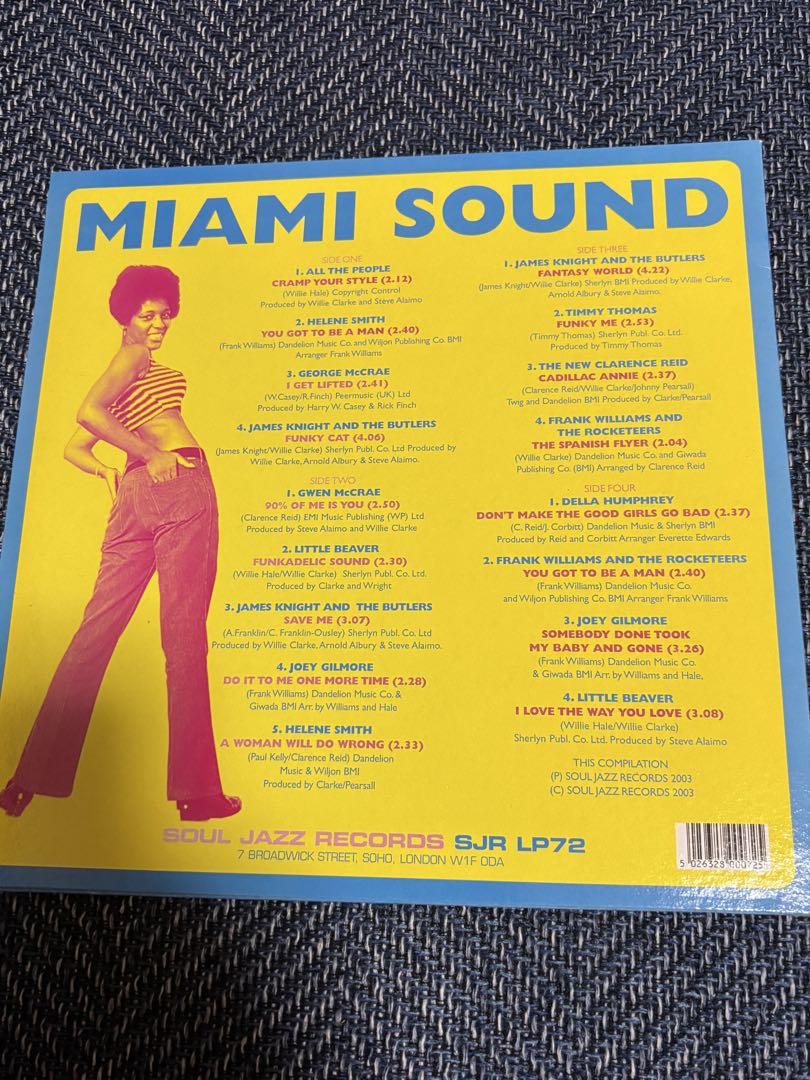 MIAMI SOUND
SIDE ONE
1. ALL THE PEOPLE
CRAMP YOUR STYLE (2.12)
(Willie Hale) Copyright Control
Produced by Willie Clarke and Steve Alaimo
2. HELENE SMITH
YOU GOT TO BE A MAN (2.40)
(Frank Williams) Dandelion Music Co. and Wiljon Publishing Co. BMI
Arranger Frank Williams
3. GEORGE McCRAE
I GET LIFTED (2.41)
(W.Casey/R.Finch) Peermusic (UK) Ltd
Produced by Harry W. Casey & Rick Finch
4. JAMES KNIGHT AND THE BUTLERS
FUNKY CAT (4.06)
(James Knight/Willie Clarke) Sherlyn Publ. Co. Ltd Produced by
Willie Clarke, Arnold Albury & Steve Alaimo.
SIDE TWO
1. GWEN McCRAE
90% OF ME IS YOU (2.50)
(Clarence Reid) EMI Music Publishing (WP) Ltd
Produced by Steve Alaimo and Willie Clarke
2. LITTLE BEAVER
FUNKADELIC SOUND (2.30)
(Willie Hale/Willie Clarke) Sherlyn Publ. Co. Ltd.
Produced by Clarke and Wright
3. JAMES KNIGHT AND THE BUTLERS
SAVE ME (3.07)
(A.Franklin/C. Franklin-Ousley) Sherlyn Publ. Co. Ltd
Produced by Willie Clarke, Arnold Albury & Steve Alaimo.
4. JOEY GILMORE
DO IT TO ME ONE MORE TIME (2.28)
(Frank Williams) Dandelion Music Co. &
Giwada BMI Arr. by Williams and Hale
5. HELENE SMITH
A WOMAN WILL DO WRONG (2.33)
(Paul Kelly/Clarence Reid) Dandelion
Music & Wiljon BMI
Produced by Clarke/Pearsall
SIDE THREE
1. JAMES KNIGHT AND THE BUTLERS
FANTASY WORLD (4.22)
(James Knight/Willie Clarke) Sherlyn BMI Produced by Willie Clarke,
Arnold Albury & Steve Alaimo.
2. TIMMY THOMAS
FUNKY ME (2.53)
(Timmy Thomas) Sherlyn Publ. Co. Ltd.
Produced by Timmy Thomas
3. THE NEW CLARENCE REID
CADILLAC ANNIE (2.37)
(Clarence Reid/Willie Clarke/Johnny Pearsall)
Twig and Dandelion BMI Produced by Clarke/Pearsall
4. FRANK WILLIAMS AND
THE ROCKETEERS
THE SPANISH FLYER (2.04)
(Willie Clarke) Dandelion Music Co. and Giwada
Publishing Co. (BMI) Arranged by Clarence Reid
SIDE FOUR
1. DELLA HUMPHREY
DON'T MAKE THE GOOD GIRLS GO BAD (2.37)
(C. Reid/J. Corbitt) Dandelion Music & Sherlyn BMI
Produced by Reid and Corbitt Arranger Everette Edwards
2. FRANK WILLIAMS AND THE ROCKETEERS
YOU GOT TO BE A MAN (2.40)
(Frank Williams) Dandelion Music Co.
and Wiljon Publishing Co. BMI Arranger Frank Williams
3. JOEY GILMORE
SOMEBODY DONE TOOK
MY BABY AND GONE (3.26)
(Frank Williams) Dandelion Music Co.
& Giwada BMI Arr. by Williams and Hale,
4. LITTLE BEAVER
I LOVE THE WAY YOU LOVE (3.08)
(Willie Hale/Willie Clarke)
Sherlyn Publ. Co. Ltd. Produced by Steve Alaimo
THIS COMPILATION
(P) SOUL JAZZ RECORDS 2003
(C) SOUL JAZZ RECORDS 2003
SOUL JAZZ RECORDS SJR LP72
7 BROADWICK STREET, SOHO, LONDON W1F 0DA
5 026328 000725